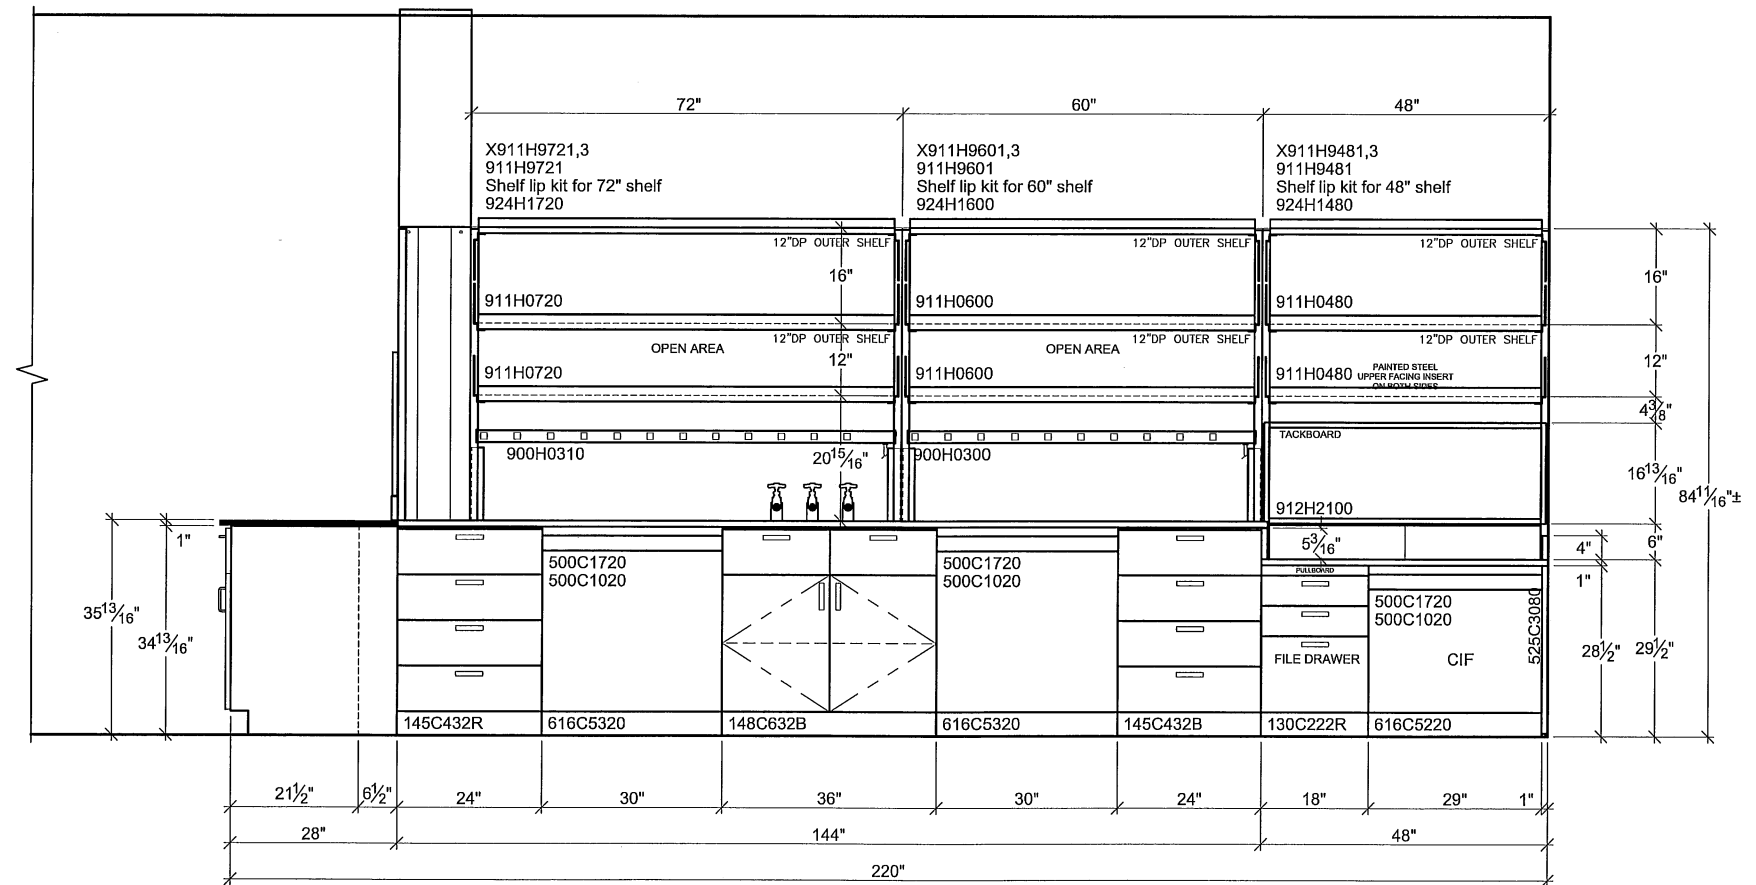 72"
60"
48"
X911H9721,3
911H9721
Shelf lip kit for 72" shelf
924H1720
X911H9601,3
911H9601
Shelf lip kit for 60" shelf
924H1600
X911H9481,3
911H9481
Shelf lip kit for 48" shelf
924H1480
12"DP OUTER SHELF
12"DP OUTER SHELF
12"DP OUTER SHELF
16"
16"
911H0720
911H0600
911H0480
12"DP OUTER SHELF
12"DP OUTER SHELF
12"DP OUTER SHELF
OPEN AREA
OPEN AREA
12"
12"
911H0720
911H0600
911H0480
PAINTED STEEL
UPPER FACING INSERT
ON BOTH SIDES
4 3/8"
TACKBOARD
900H0310
20 15/16"
900H0300
16 13/16"
84 11/16"±
912H2100
1"
5 3/16"
4"
6"
500C1720
500C1020
500C1720
500C1020
PULLBOARD
1"
35 13/16"
34 13/16"
500C1720
500C1020
525C3080
28 1/2"
29 1/2"
FILE DRAWER
CIF
145C432R
616C5320
148C632B
616C5320
145C432B
130C222R
616C5220
21 1/2"
6 1/2"
24"
30"
36"
30"
24"
18"
29"
1"
28"
144"
48"
220"